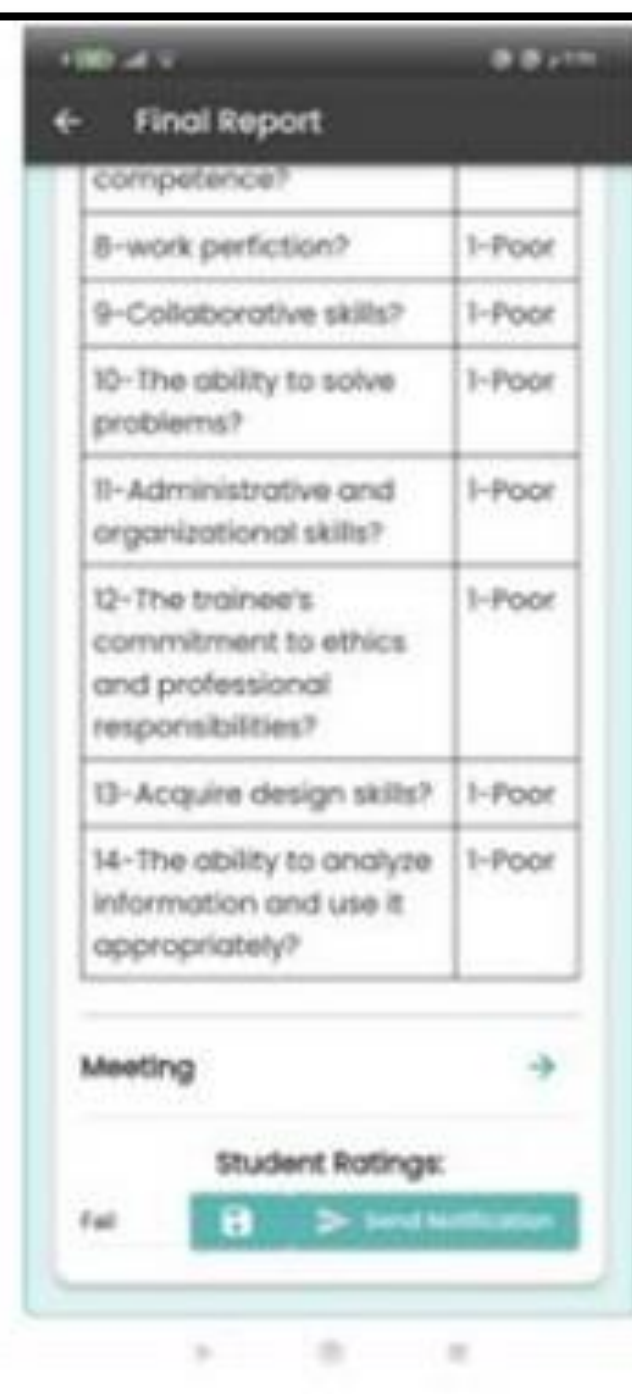 Final Report
competence?
8-work perfiction? 1-Poor
9-Collaborative skills? 1-Poor
10-The ability to solve 1-Poor
problems?
11-Administrative and 1-Poor
organizational skills?
12-The trainee's 1-Poor
commitment to ethics
and professional
responsibilities?
13-Acquire design skills? 1-Poor
14-The ability to analyze 1-Poor
information and use it
appropriately?
Meeting
Student Ratings:
Fail Send Notification